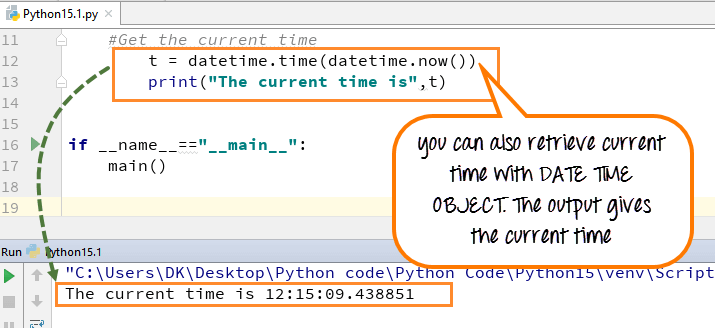 Python15.1.py ×
11 #Get the current time
12 t = datetime.time(datetime.now())
13 print("The current time is",t)
14
15
16 if __name__=="__main__":
17 main()
18
19
you can also retrieve current
time with DATE TIME
OBJECT. The output gives
the current time
Run Python15.1
"C:\Users\DK\Desktop\Python code\Python Code\Python15\venv\Script
The current time is 12:15:09.438851